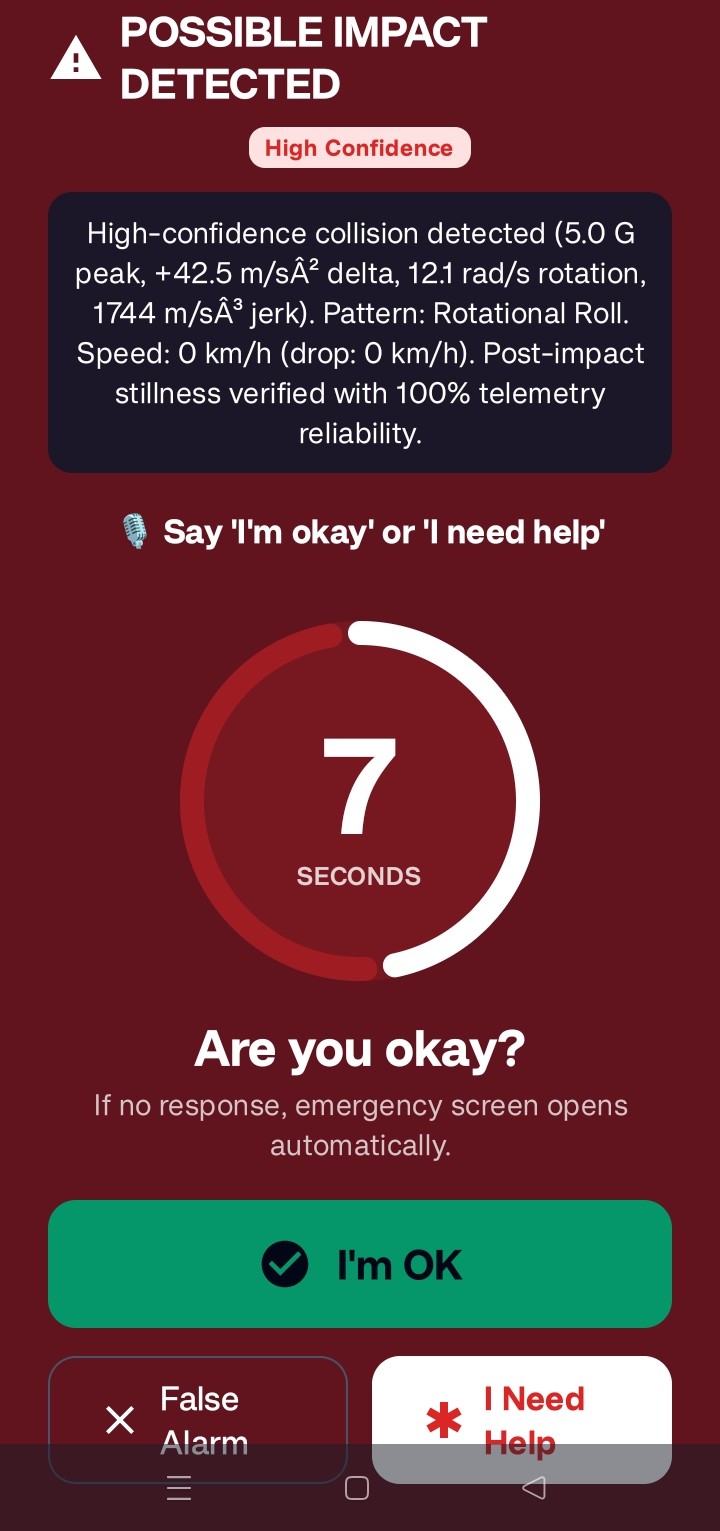 POSSIBLE IMPACT
DETECTED
High Confidence
High-confidence collision detected (5.0 G
peak, +42.5 m/sÂ² delta, 12.1 rad/s rotation,
1744 m/sÂ³ jerk). Pattern: Rotational Roll.
Speed: 0 km/h (drop: 0 km/h). Post-impact
stillness verified with 100% telemetry
reliability.
Say 'I'm okay' or 'I need help'
7
SECONDS
Are you okay?
If no response, emergency screen opens
automatically.
I'm OK
False
Alarm
I Need
Help